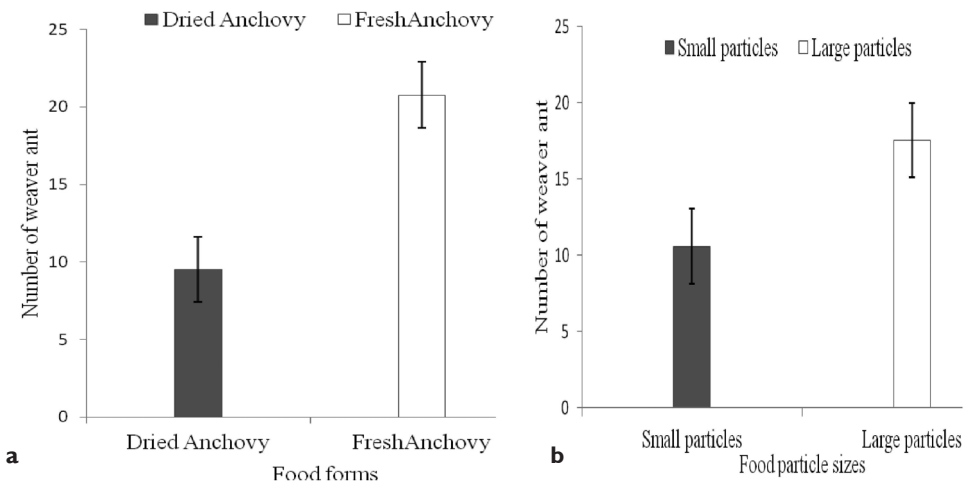 Dried Anchovy FreshAnchovy
25
20
15
10
5
0
Number of weaver ant
Dried Anchovy FreshAnchovy
Food forms
a
Small particles Large particles
25
20
15
10
5
0
Number of weaver ant
Small particles Large particles
Food particle sizes
b